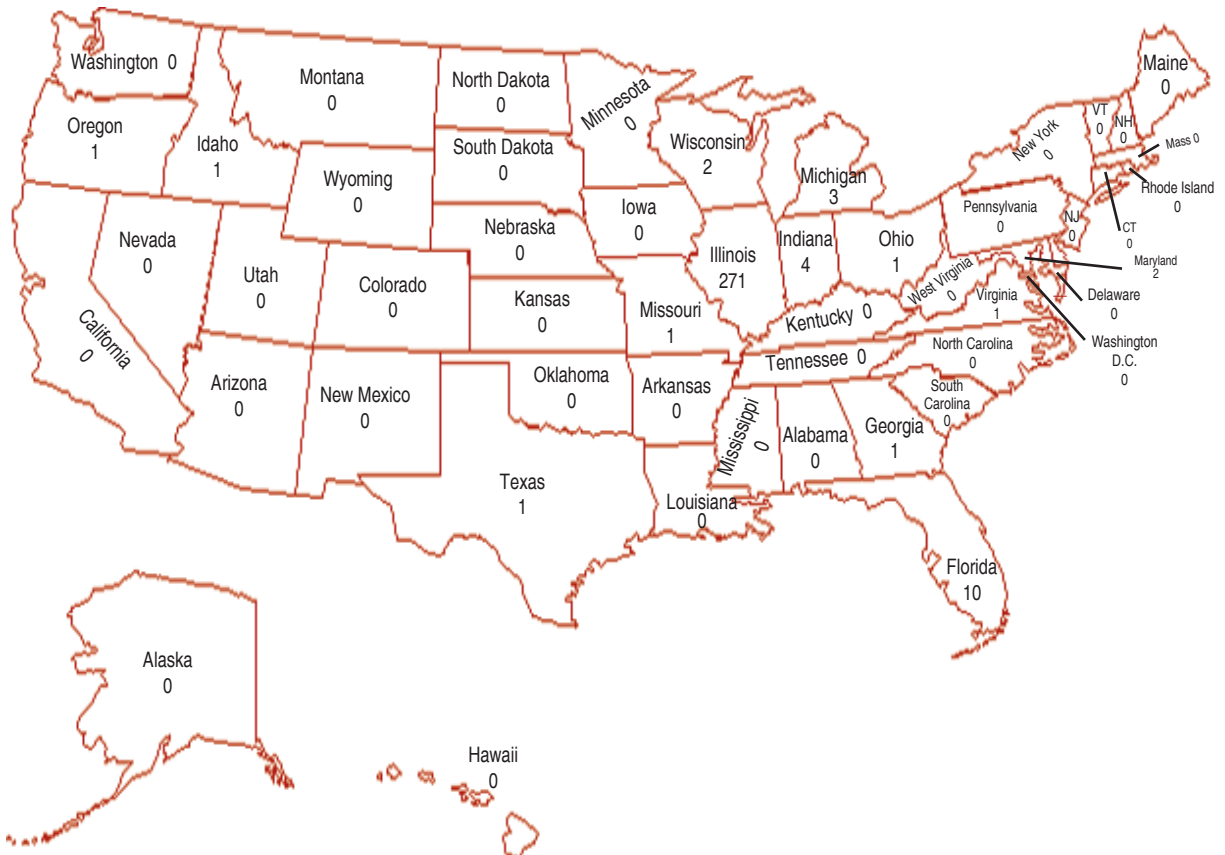 Washington 0
Oregon
1
Idaho
1
Montana
0
Wyoming
0
North Dakota
0
South Dakota
0
Nebraska
0
Kansas
0
Minnesota
0
Iowa
0
Missouri
1
Wisconsin
2
Illinois
271
Michigan
3
Indiana
4
Ohio
1
Kentucky 0
Tennessee 0
West Virginia
0
Virginia
1
North Carolina
0
South
Carolina
0
Georgia
1
Alabama
0
Mississippi
0
Louisiana
0
Arkansas
0
Oklahoma
0
Texas
1
New Mexico
0
Arizona
0
Colorado
0
Utah
0
Nevada
0
California
0
Florida
10
Pennsylvania
0
New York
0
VT
0
NH
0
Maine
0
Mass 0
Rhode Island
0
CT
0
NJ
0
Maryland
2
Delaware
0
Washington
D.C.
0
Alaska
0
Hawaii
0